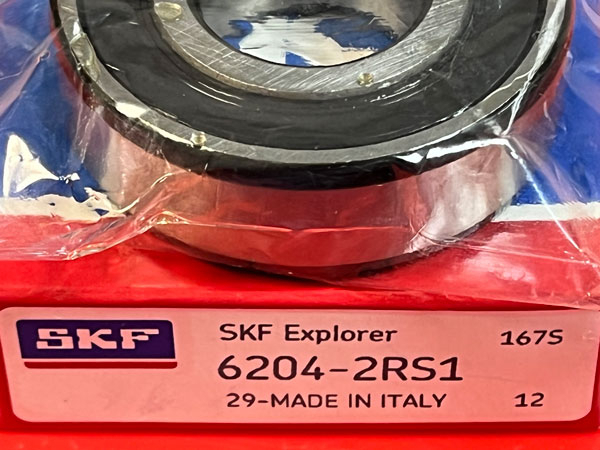 SKF
SKF Explorer
167S
6204-2RS1
29-MADE IN ITALY
12